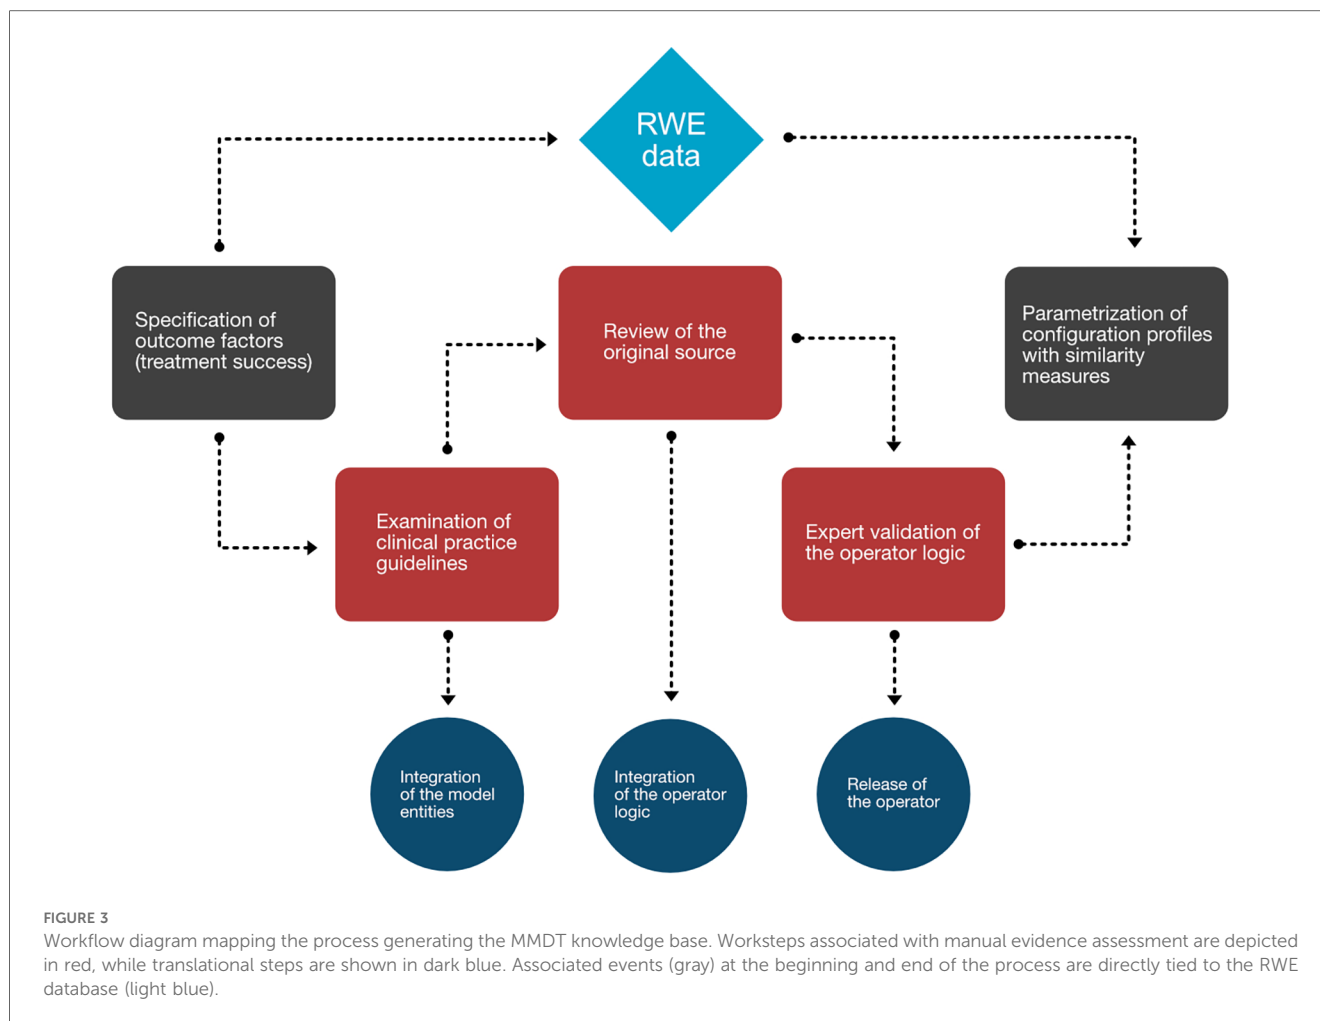 RWE
data
Specification of
outcome factors
(treatment success)
Review of the
original source
Parametrization of
configuration profiles
with similarity
measures
Examination of
clinical practice
guidelines
Expert validation of
the operator logic
Integration
of the model
entities
Integration
of the operator
logic
Release of
the operator
FIGURE 3
Workflow diagram mapping the process generating the MMDT knowledge base. Worksteps associated with manual evidence assessment are depicted
in red, while translational steps are shown in dark blue. Associated events (gray) at the beginning and end of the process are directly tied to the RWE
database (light blue).